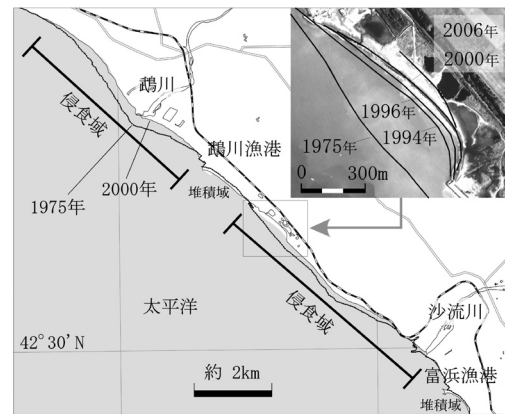 2006年
2000年
1996年
1994年
1975年
0 300m
鵡川
侵食域
鵡川漁港
2000年
1975年
堆積域
太平洋
侵食域
沙流川
42°30'N
富浜漁港
約 2km
堆積域